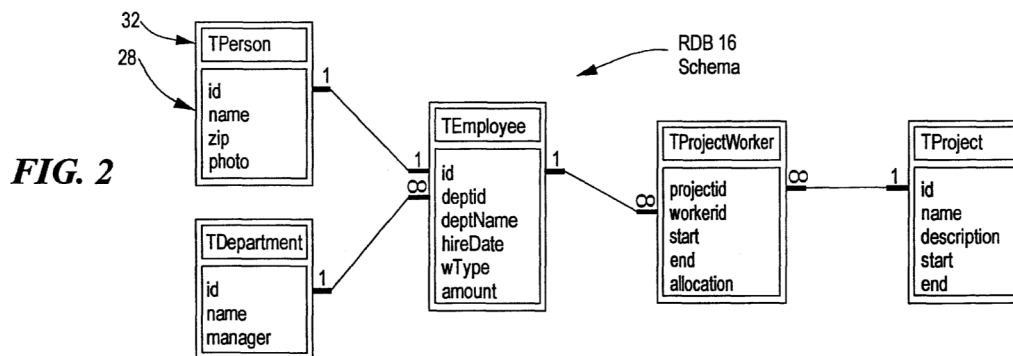 FIG. 2
32
28
TPerson
id
name
zip
photo
1
TDepartment
id
name
manager
1
RDB 16
Schema
TEmployee
1
∞
id
deptid
deptName
hireDate
wType
amount
1
∞
TProjectWorker
projectid
workerid
start
end
allocation
∞
1
TProject
id
name
description
start
end